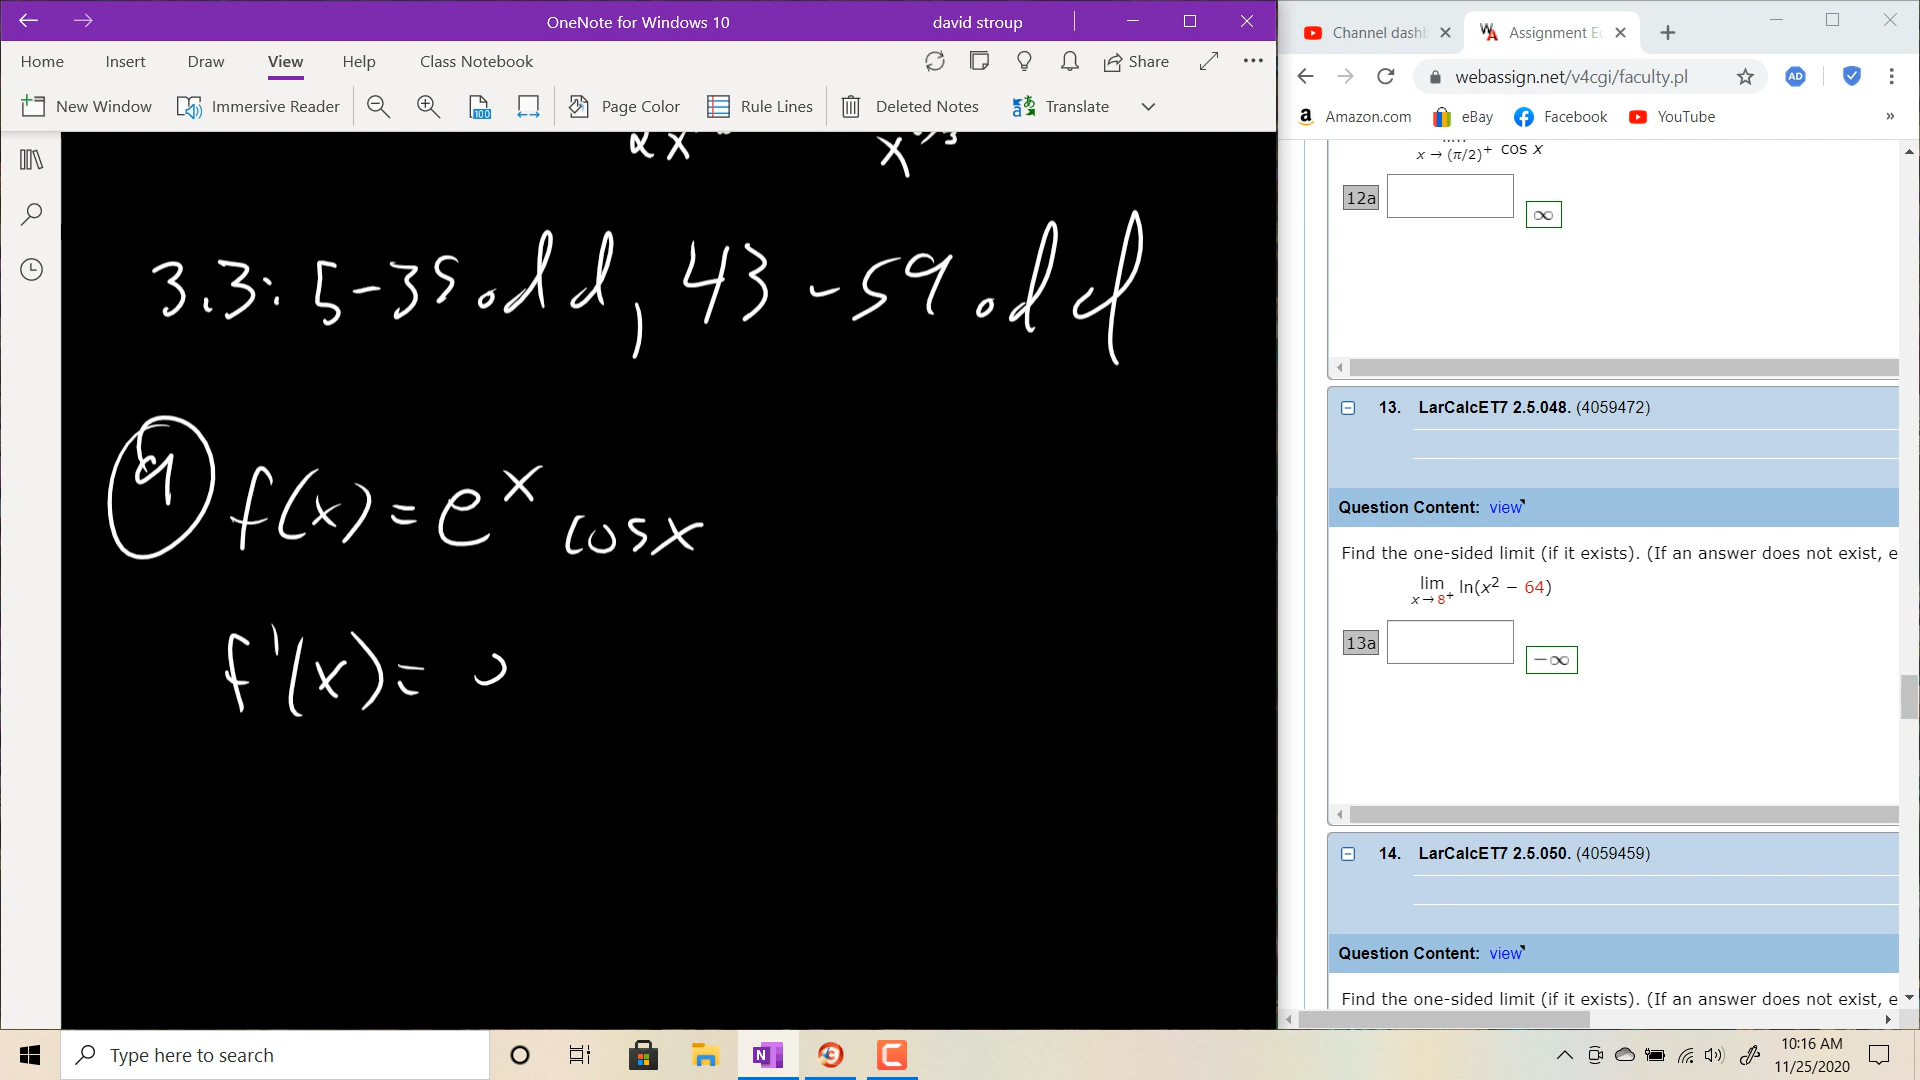 OneNote for Windows 10
david stroup
Home Insert Draw View Help Class Notebook
Share
New Window Immersive Reader 100 Page Color Rule Lines Deleted Notes Translate
3.3: 5-35 odd, 43-59 odd
9 f(x) = e^x cos x
f'(x) =
Type here to search
Channel dashb Assignment Ec
webassign.net/v4cgi/faculty.pl
AD
Amazon.com eBay Facebook YouTube »
x → (π/2)⁺ cos x
12a
∞
13. LarCalcET7 2.5.048. (4059472)
Question Content: view
Find the one-sided limit (if it exists). (If an answer does not exist, e
lim ln(x² − 64)
x→8⁺
13a
−∞
14. LarCalcET7 2.5.050. (4059459)
Question Content: view
Find the one-sided limit (if it exists). (If an answer does not exist, e
10:16 AM
11/25/2020